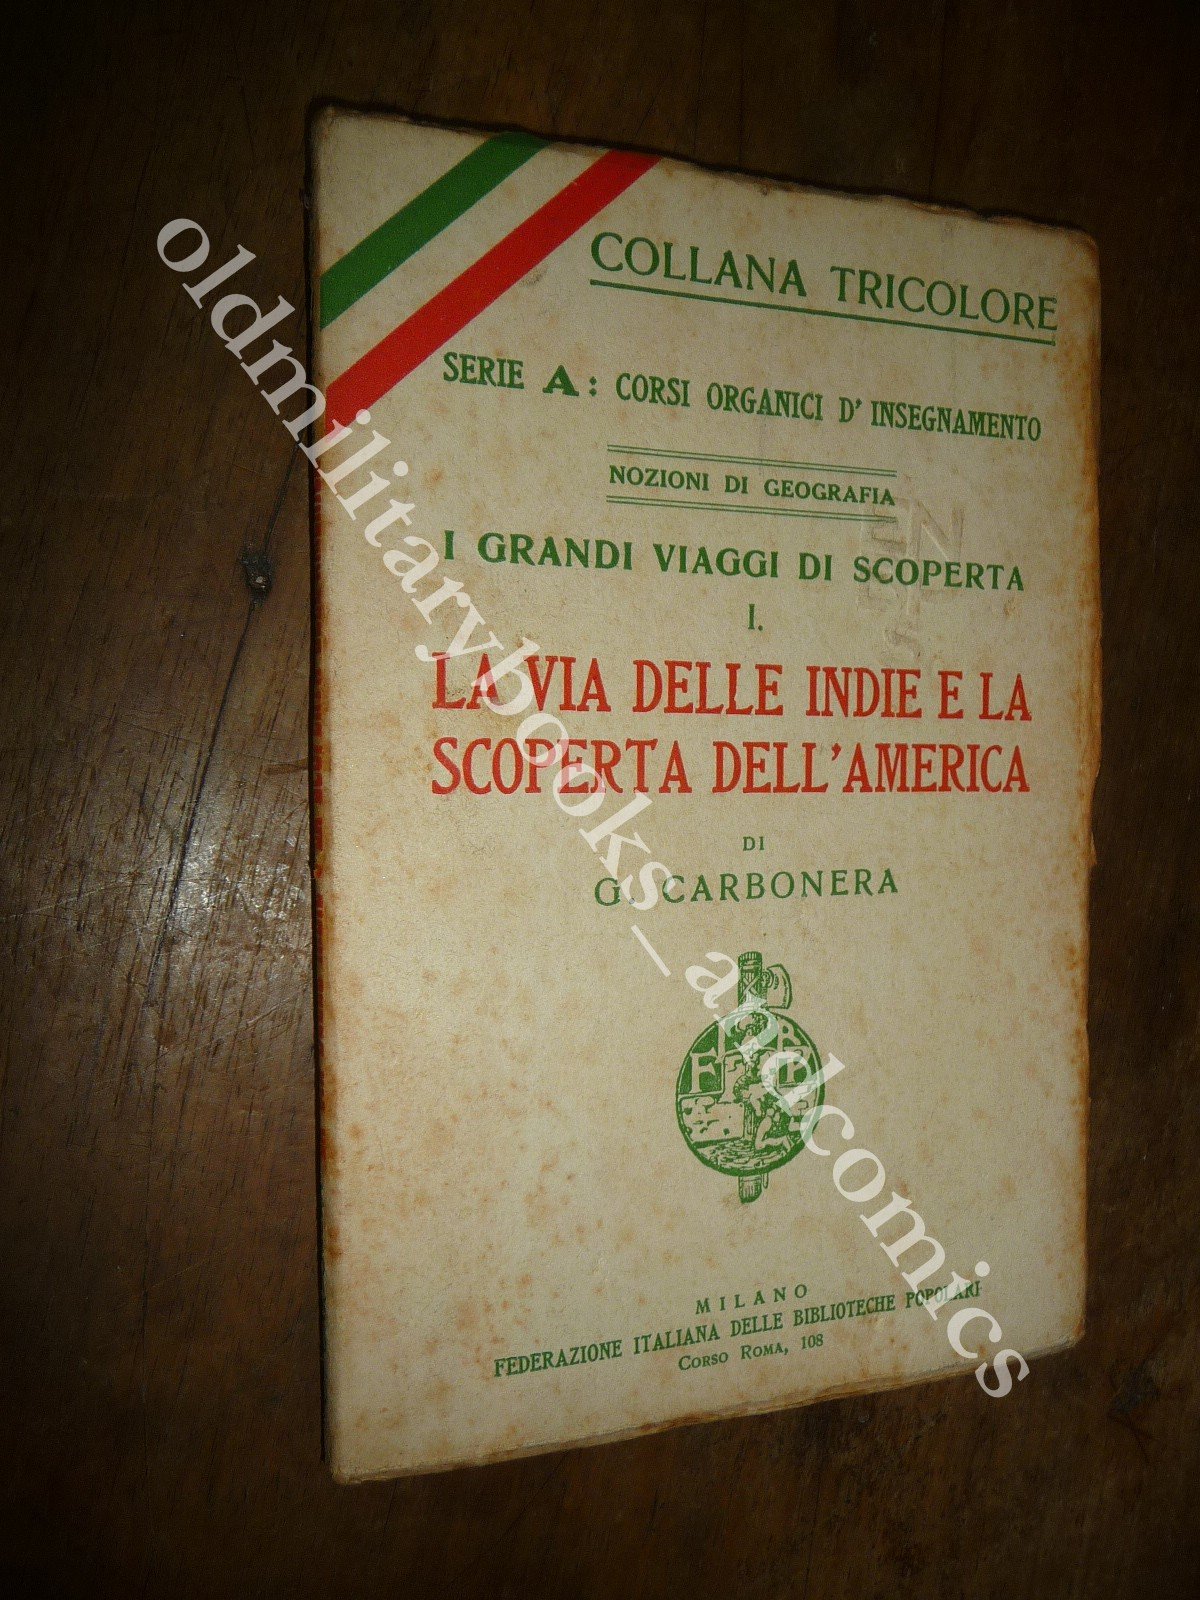 COLLANA TRICOLORE
SERIE A: CORSI ORGANICI D' INSEGNAMENTO
NOZIONI DI GEOGRAFIA
I GRANDI VIAGGI DI SCOPERTA
I.
LA VIA DELLE INDIE E LA
SCOPERTA DELL'AMERICA
DI
G. CARBONERA
F I B P
MILANO
FEDERAZIONE ITALIANA DELLE BIBLIOTECHE POPOLARI
CORSO ROMA, 108
oldmilitarybooks_andcomics